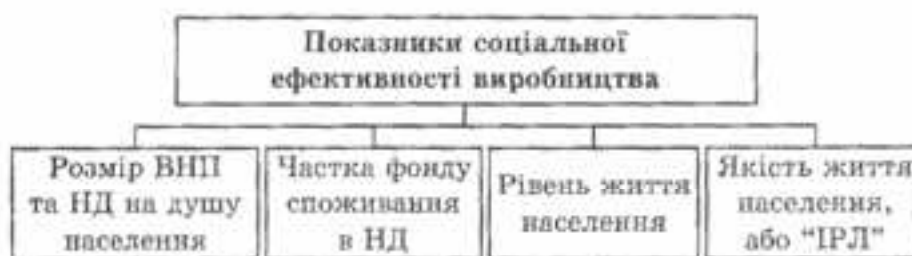 Показники соціальної
ефективності виробництва
Розмір ВНП
та НД на душу
населення
Частка фонду
споживання
в НД
Рівень життя
населення
Якість життя
населення,
або “ІРЛ”